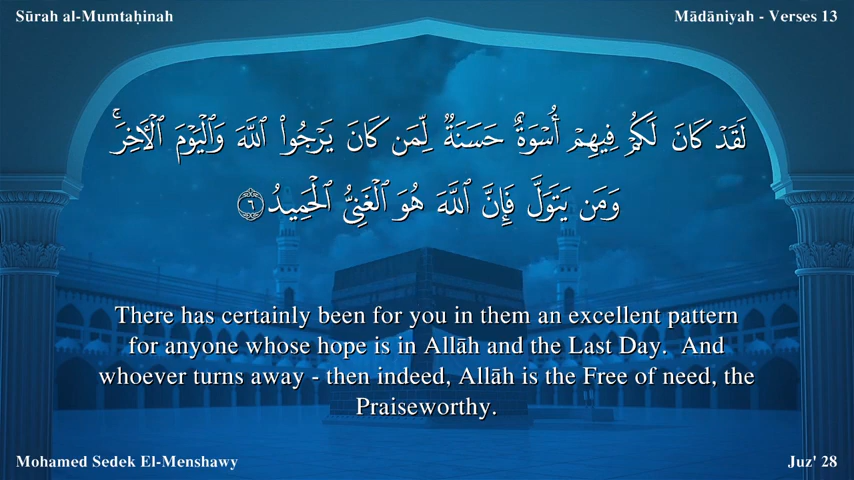 Sūrah al-Mumtaḥinah
Mādāniyah - Verses 13
لَقَدْ كَانَ لَكُمْ فِيهِمْ أُسْوَةٌ حَسَنَةٌ لِّمَن كَانَ يَرْجُوا۟ ٱللَّهَ وَٱلْيَوْمَ ٱلْـَٔاخِرَ ۚ
وَمَن يَتَوَلَّ فَإِنَّ ٱللَّهَ هُوَ ٱلْغَنِىُّ ٱلْحَمِيدُ ٦
There has certainly been for you in them an excellent pattern
for anyone whose hope is in Allāh and the Last Day.  And
whoever turns away - then indeed, Allāh is the Free of need, the
Praiseworthy.
Mohamed Sedek El-Menshawy
Juz' 28